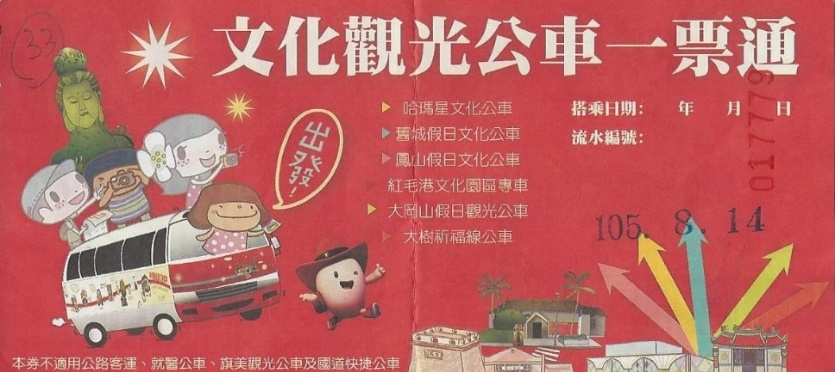 33
文化觀光公車一票通
哈瑪星文化公車
舊城假日文化公車
鳳山假日文化公車
紅毛港文化園區專車
大岡山假日觀光公車
大樹祈福線公車
搭乘日期: 年 月 日
流水編號:
017779
105. 8. 14
出發!
本券不適用公路客運、就醫公車、旗美觀光公車及國道快捷公車